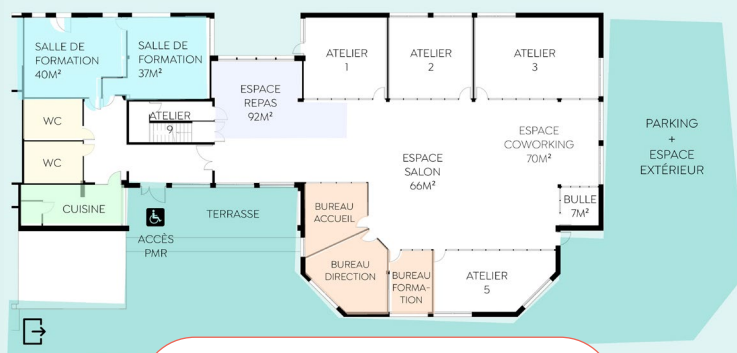 SALLE DE
FORMATION
40M²
SALLE DE
FORMATION
37M²
ATELIER
1
ATELIER
2
ATELIER
3
ESPACE
REPAS
92M²
WC
ATELIER
9
WC
PARKING
+
ESPACE
EXTÉRIEUR
ESPACE
COWORKING
70M²
ESPACE
SALON
66M²
CUISINE
TERRASSE
BUREAU
ACCUEIL
BULLE
7M²
ACCÈS
PMR
BUREAU
DIRECTION
BUREAU
FORMA-
TION
ATELIER
5